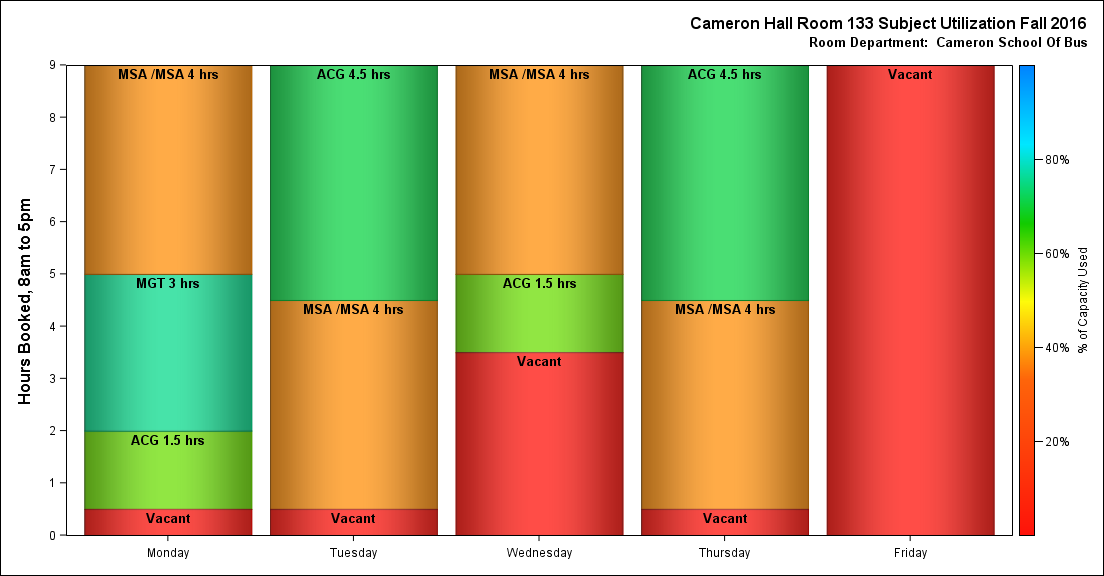 Cameron Hall Room 133 Subject Utilization Fall 2016
Room Department:  Cameron School Of Bus
Hours Booked, 8am to 5pm
9
8
7
6
5
4
3
2
1
0
MSA /MSA 4 hrs
MGT 3 hrs
ACG 1.5 hrs
Vacant
ACG 4.5 hrs
MSA /MSA 4 hrs
Vacant
MSA /MSA 4 hrs
ACG 1.5 hrs
Vacant
ACG 4.5 hrs
MSA /MSA 4 hrs
Vacant
Vacant
Monday
Tuesday
Wednesday
Thursday
Friday
80%
60%
40%
20%
% of Capacity Used